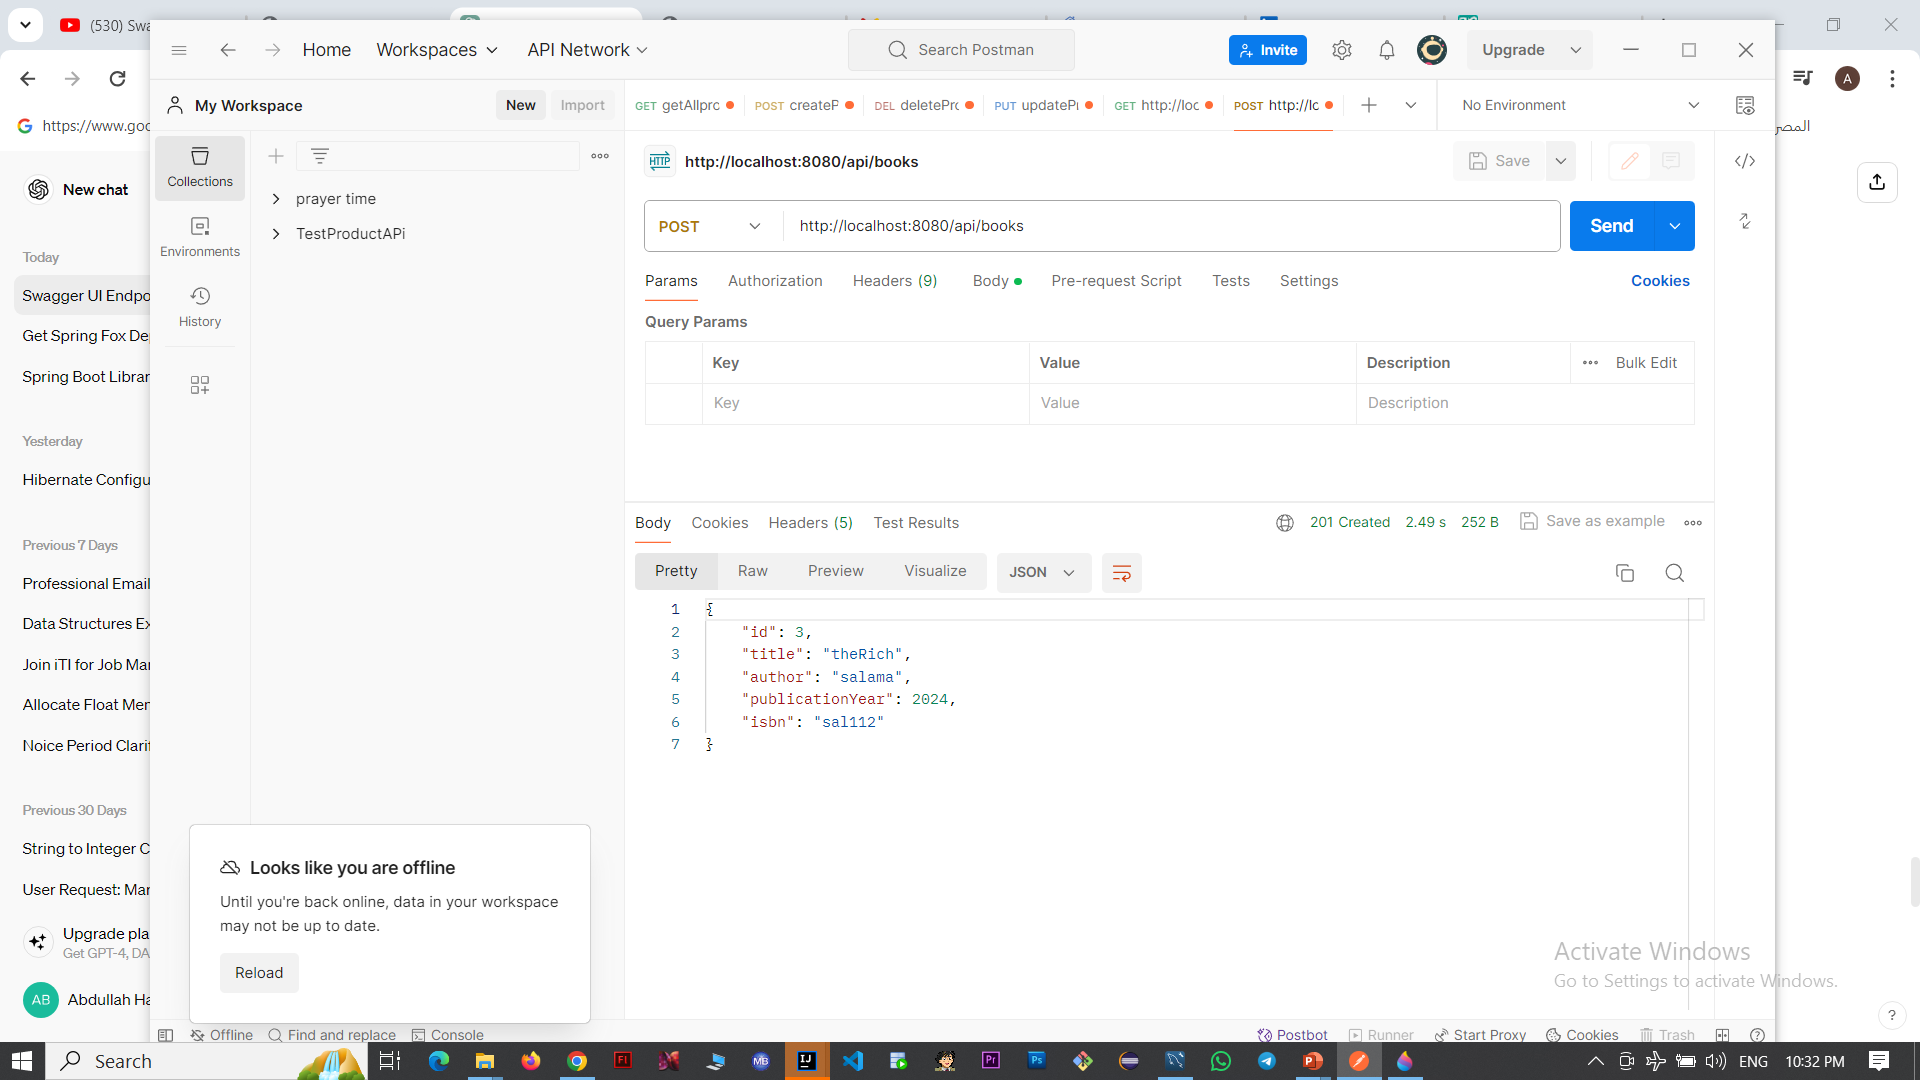 (530) Swa
https://www.goo
المصر
New chat
Today
Swagger UI Endpo
Get Spring Fox De
Spring Boot Librar
Yesterday
Hibernate Configu
Previous 7 Days
Professional Email
Data Structures Ex
Join iTI for Job Mar
Allocate Float Mem
Noice Period Clarif
Previous 30 Days
String to Integer C
User Request: Mar
Upgrade pla
Get GPT-4, DA
AB Abdullah Ha
A
Home Workspaces API Network Search Postman Invite Upgrade
My Workspace New Import
GET getAllpro POST createP DEL deletePro PUT updatePr GET http://loc POST http://lc No Environment
Collections
Environments
History
prayer time
TestProductAPi
HTTP http://localhost:8080/api/books Save
POST http://localhost:8080/api/books Send
Params Authorization Headers (9) Body Pre-request Script Tests Settings Cookies
Query Params
Key Value Description Bulk Edit
Key Value Description
Body Cookies Headers (5) Test Results 201 Created 2.49 s 252 B Save as example
Pretty Raw Preview Visualize JSON
1 {
2 "id": 3,
3 "title": "theRich",
4 "author": "salama",
5 "publicationYear": 2024,
6 "isbn": "sal112"
7 }
Looks like you are offline
Until you're back online, data in your workspace
may not be up to date.
Reload
Activate Windows
Go to Settings to activate Windows.
Offline Find and replace Console Postbot Runner Start Proxy Cookies Trash
Search ENG 10:32 PM